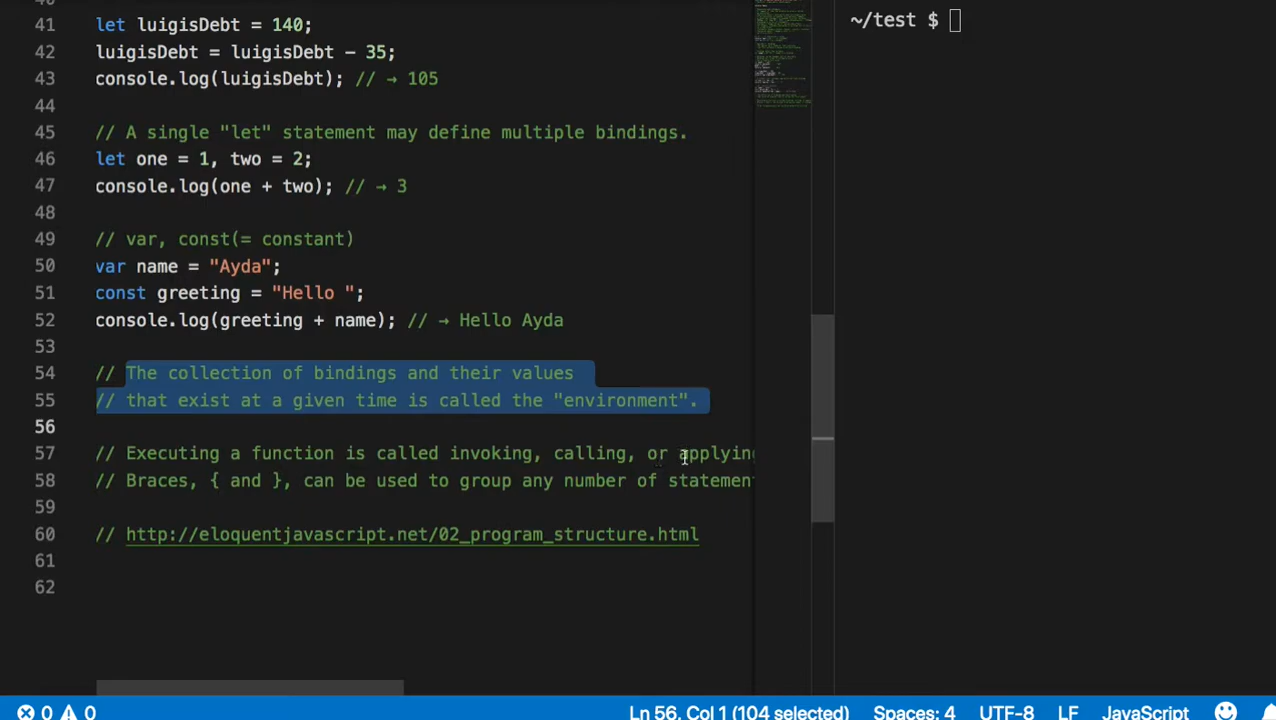 41 let luigisDebt = 140;
42 luigisDebt = luigisDebt - 35;
43 console.log(luigisDebt); // → 105
44
45 // A single "let" statement may define multiple bindings.
46 let one = 1, two = 2;
47 console.log(one + two); // → 3
48
49 // var, const(= constant)
50 var name = "Ayda";
51 const greeting = "Hello ";
52 console.log(greeting + name); // → Hello Ayda
53
54 // The collection of bindings and their values
55 // that exist at a given time is called the "environment".
56
57 // Executing a function is called invoking, calling, or applying
58 // Braces, { and }, can be used to group any number of statement
59
60 // http://eloquentjavascript.net/02_program_structure.html
61
62
~/test $
0 0 Ln 56, Col 1 (104 selected) Spaces: 4 UTF-8 LF JavaScript